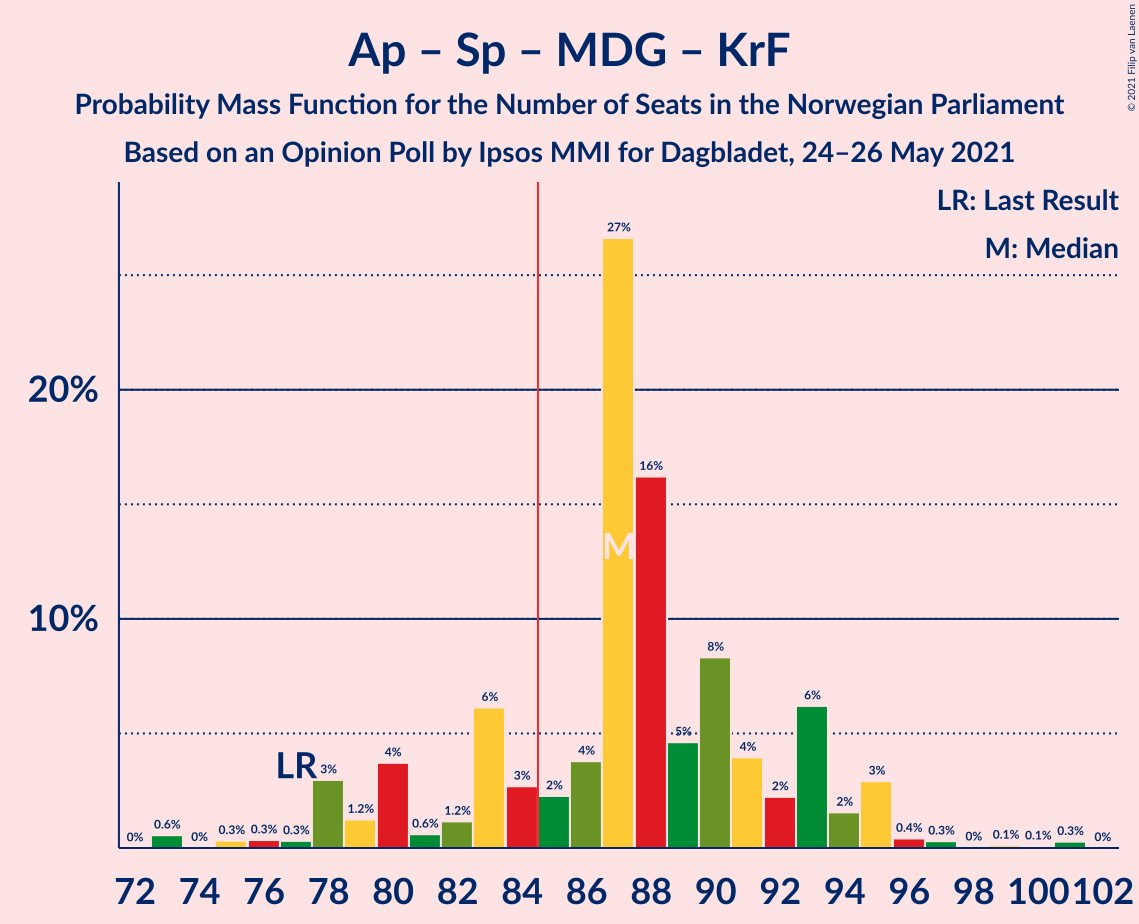 Ap – Sp – MDG – KrF
Probability Mass Function for the Number of Seats in the Norwegian Parliament
Based on an Opinion Poll by Ipsos MMI for Dagbladet, 24–26 May 2021
© 2021 Filip van Laenen
LR: Last Result
M: Median
20%
10%
0% 0.6% 0% 0.3% 0.3% 0.3% 3% 1.2% 4% 0.6% 1.2% 6% 3% 2% 4% 27% 16% 5% 8% 4% 2% 6% 2% 3% 0.4% 0.3% 0% 0.1% 0.1% 0.3% 0%
LR
M
72 74 76 78 80 82 84 86 88 90 92 94 96 98 100 102